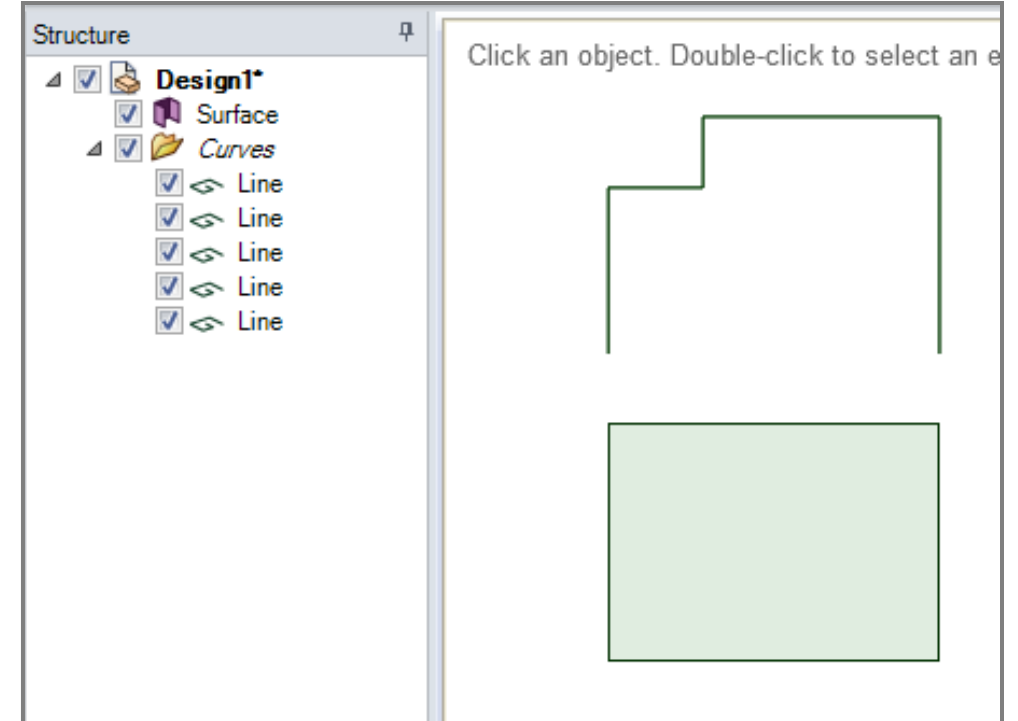 Structure
Design1*
Surface
Curves
Line
Line
Line
Line
Line
Click an object. Double-click to select an e